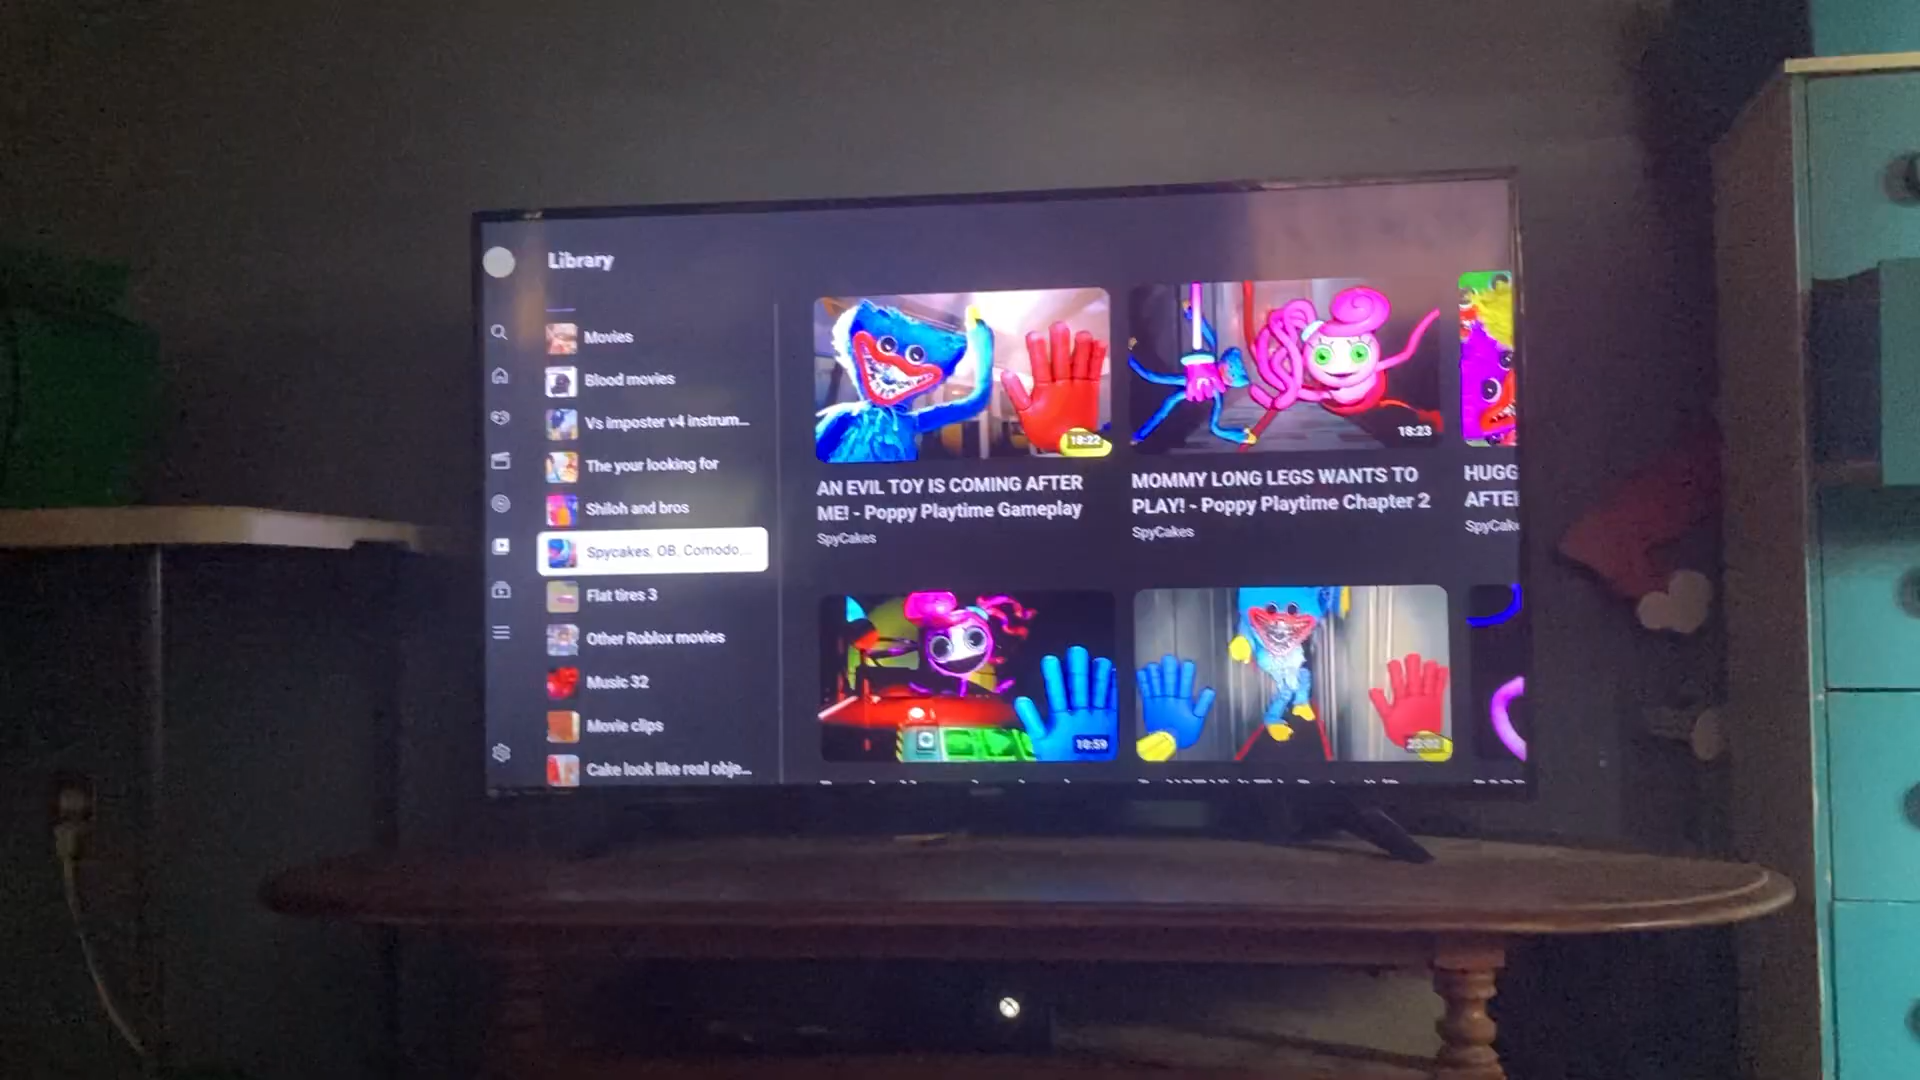 Library
Movies
Blood movies
Vs imposter v4 instrum...
The your looking for
Shiloh and bros
Spycakes, OB, Comodo,...
Flat tires 3
Other Roblox movies
Music 32
Movie clips
Cake look like real obje...
18:22
AN EVIL TOY IS COMING AFTER
ME! - Poppy Playtime Gameplay
SpyCakes
18:23
MOMMY LONG LEGS WANTS TO
PLAY! - Poppy Playtime Chapter 2
SpyCakes
HUGG
AFTE
SpyCak